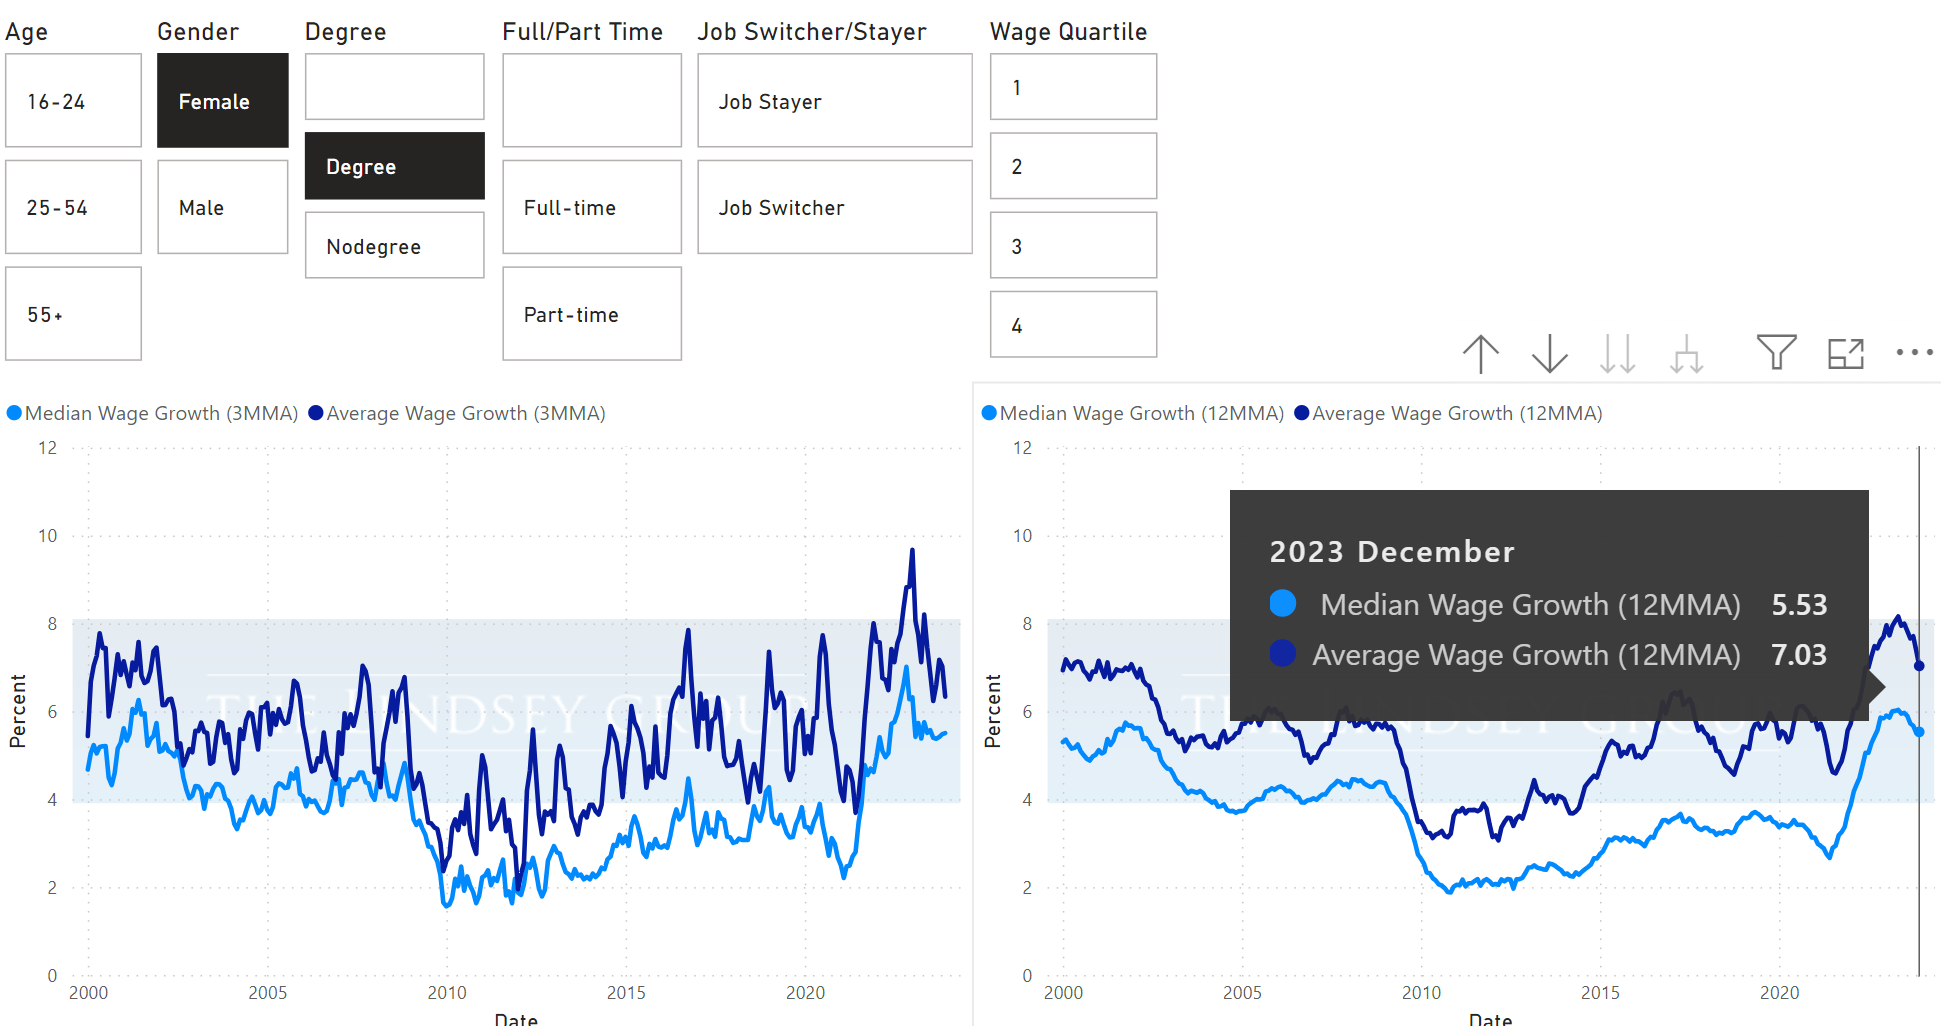 Age
16-24
25-54
55+
Gender
Female
Male
Degree
Degree
Nodegree
Full/Part Time
Full-time
Part-time
Job Switcher/Stayer
Job Stayer
Job Switcher
Wage Quartile
1
2
3
4
Median Wage Growth (3MMA) Average Wage Growth (3MMA)
12
10
8
6
4
2
0
Percent
THE LINDSEY GROUP
2000 2005 2010 2015 2020
Date
Median Wage Growth (12MMA) Average Wage Growth (12MMA)
12
10
8
6
4
2
0
Percent
2023 December
Median Wage Growth (12MMA) 5.53
Average Wage Growth (12MMA) 7.03
THE LINDSEY GROU
2000 2005 2010 2015 2020
Date